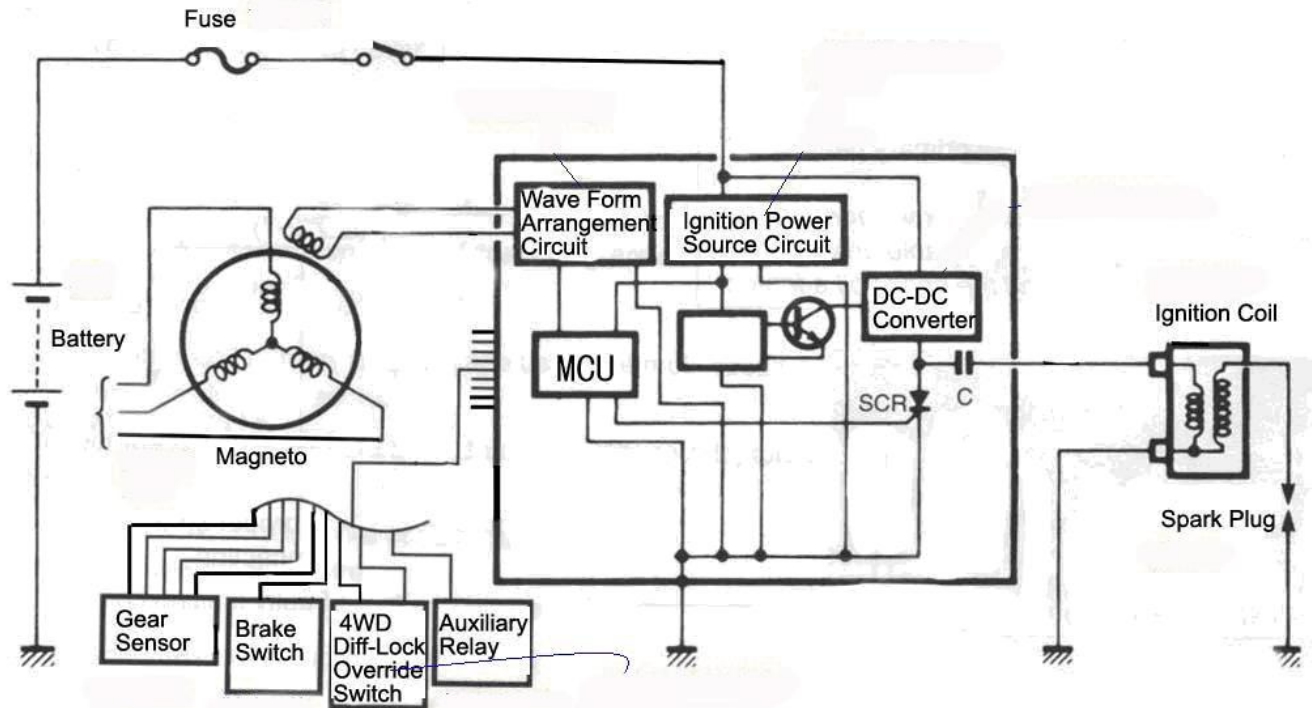 Fuse
Wave Form
Arrangement
Circuit
Ignition Power
Source Circuit
DC-DC
Converter
Ignition Coil
Battery
MCU
SCR
C
Magneto
Spark Plug
Gear
Sensor
Brake
Switch
4WD
Diff-Lock
Override
Switch
Auxiliary
Relay